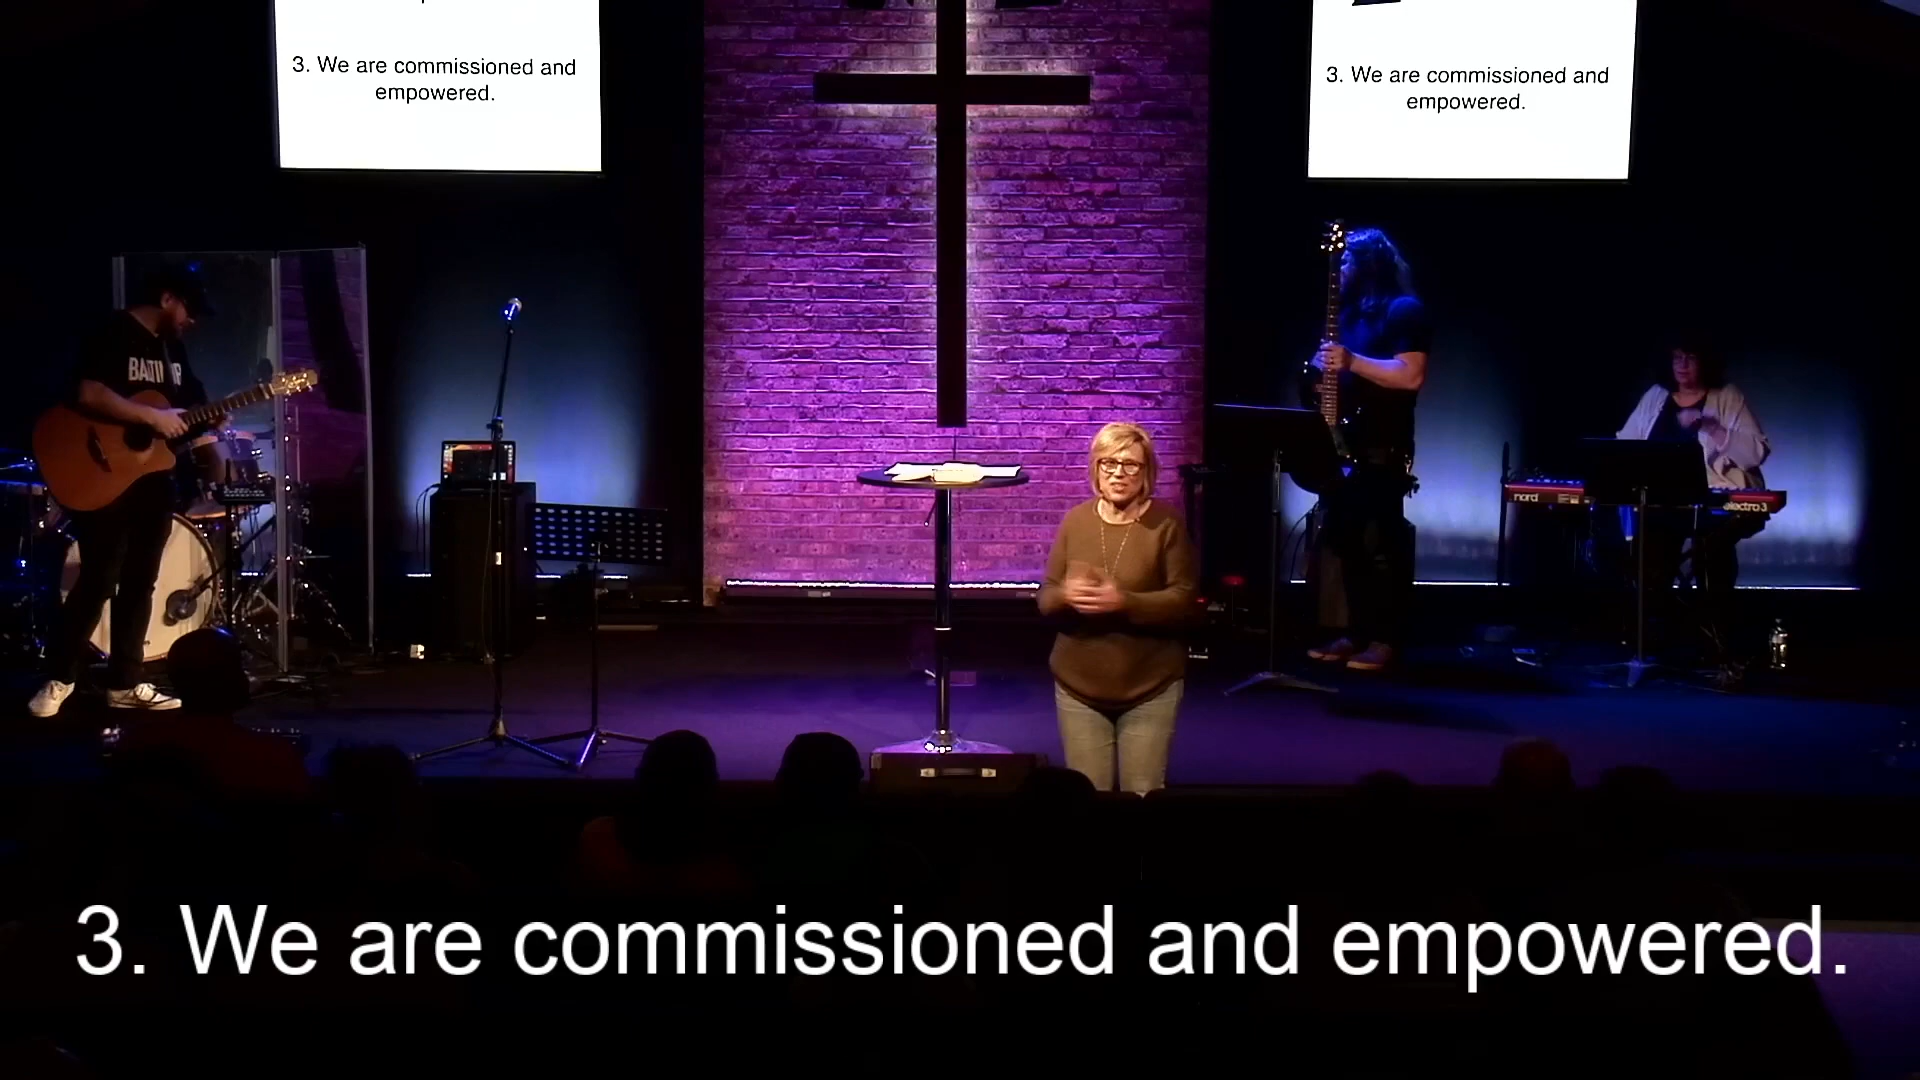 3. We are commissioned and
empowered.
3. We are commissioned and
empowered.
nord
electro 3
3. We are commissioned and empowered.